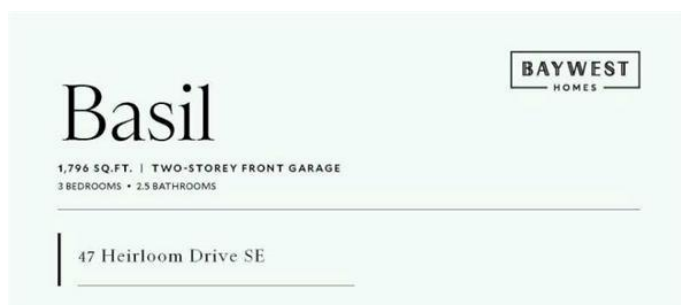 Basil
BAYWEST
HOMES
1,796 SQ.FT. | TWO-STOREY FRONT GARAGE
3 BEDROOMS • 2.5 BATHROOMS
47 Heirloom Drive SE